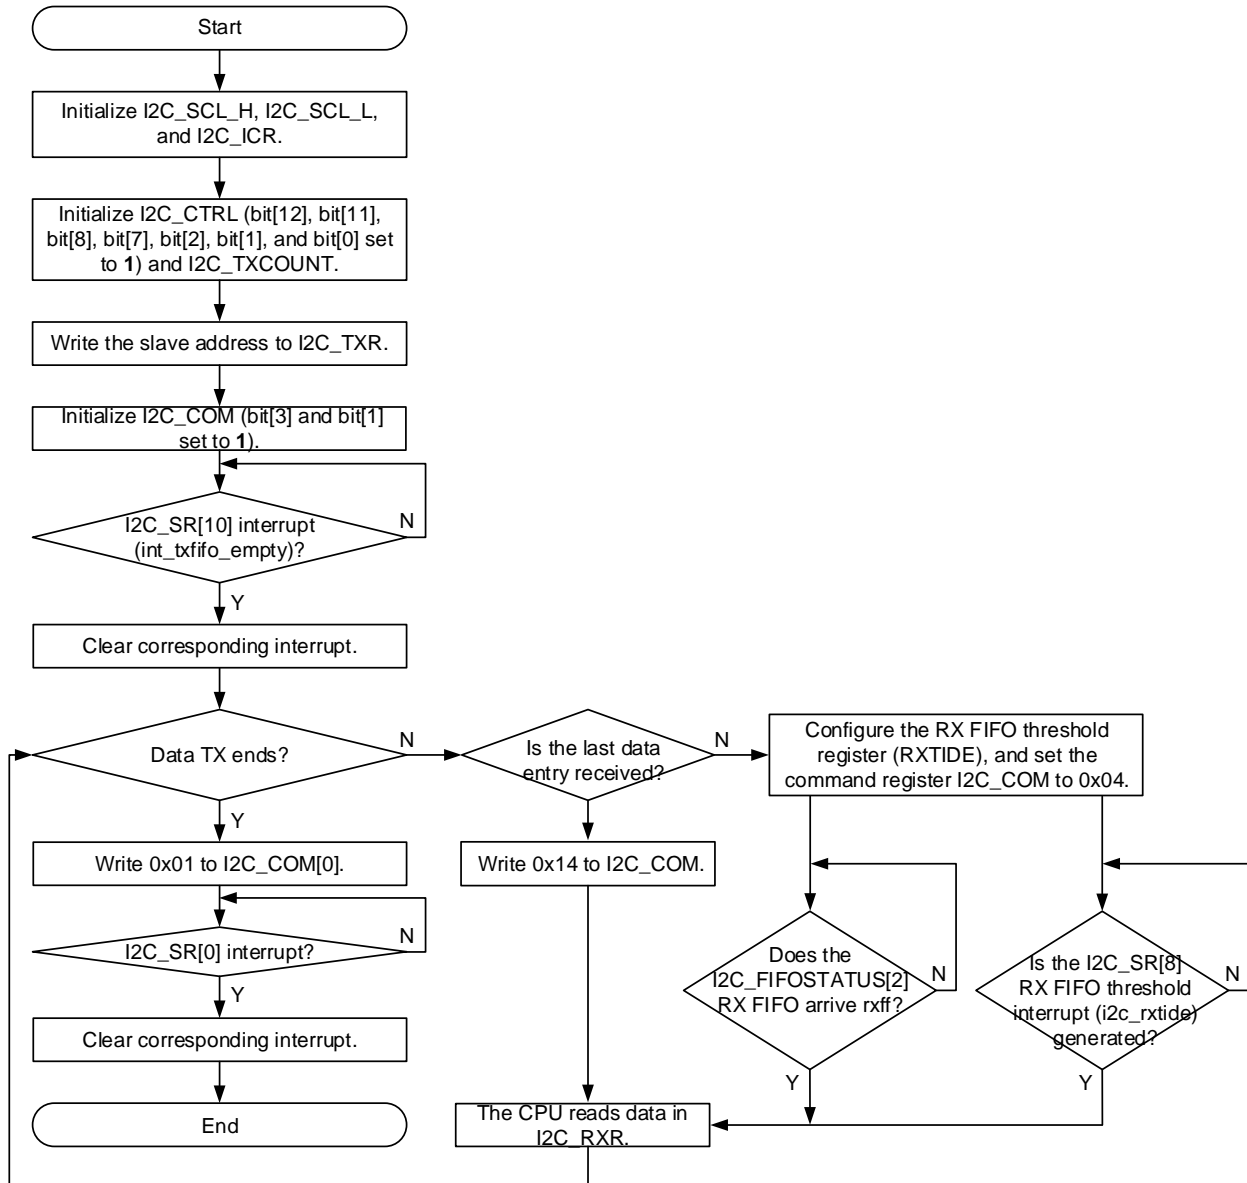 Start
Initialize I2C_SCL_H, I2C_SCL_L,
and I2C_ICR.
Initialize I2C_CTRL (bit[12], bit[11],
bit[8], bit[7], bit[2], bit[1], and bit[0] set
to 1) and I2C_TXCOUNT.
Write the slave address to I2C_TXR.
Initialize I2C_COM (bit[3] and bit[1]
set to 1).
I2C_SR[10] interrupt
(int_txfifo_empty)?
N
Y
Clear corresponding interrupt.
Data TX ends?
N
Y
Write 0x01 to I2C_COM[0].
I2C_SR[0] interrupt?
N
Y
Clear corresponding interrupt.
End
Is the last data
entry received?
N
Write 0x14 to I2C_COM.
The CPU reads data in
I2C_RXR.
Configure the RX FIFO threshold
register (RXTIDE), and set the
command register I2C_COM to 0x04.
Does the
I2C_FIFOSTATUS[2]
RX FIFO arrive rxff?
N
Y
Is the I2C_SR[8]
RX FIFO threshold
interrupt (i2c_rxtide)
generated?
N
Y